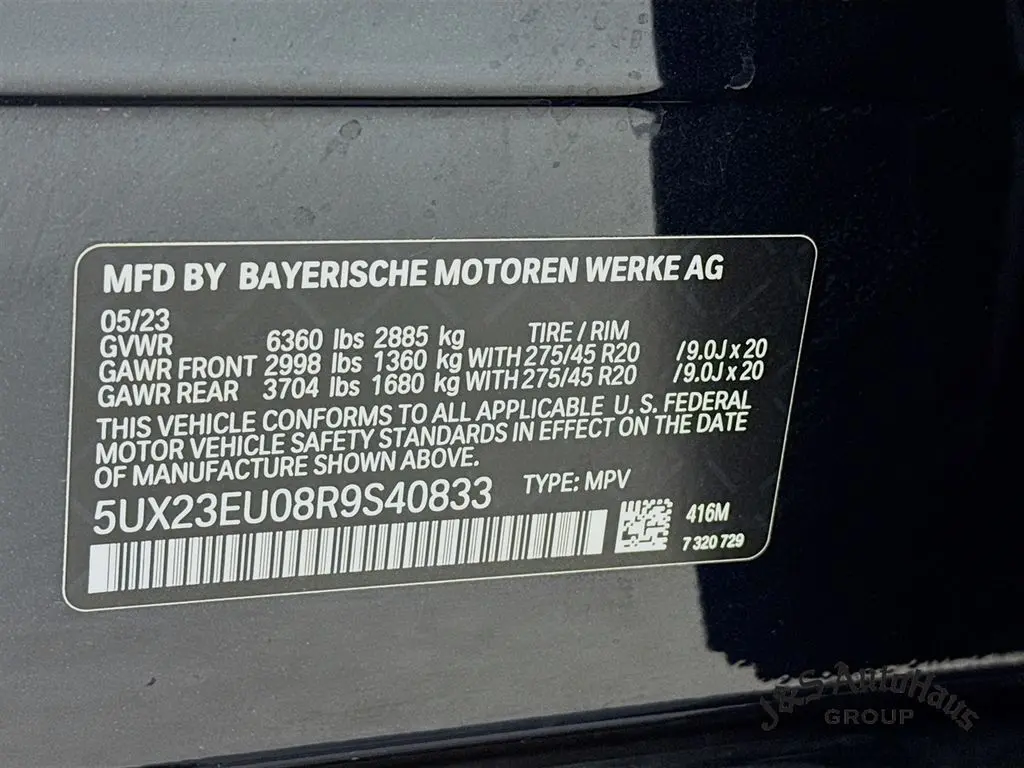 MFD BY BAYERISCHE MOTOREN WERKE AG
05/23 TIRE / RIM
GVWR 6360 lbs 2885 kg
GAWR FRONT 2998 lbs 1360 kg WITH 275/45 R20 / 9.0J x 20
GAWR REAR 3704 lbs 1680 kg WITH 275/45 R20 / 9.0J x 20
THIS VEHICLE CONFORMS TO ALL APPLICABLE U. S. FEDERAL
MOTOR VEHICLE SAFETY STANDARDS IN EFFECT ON THE DATE
OF MANUFACTURE SHOWN ABOVE.
5UX23EU08R9S40833 TYPE: MPV
416M
7 320 729
J&S AutoHaus
GROUP